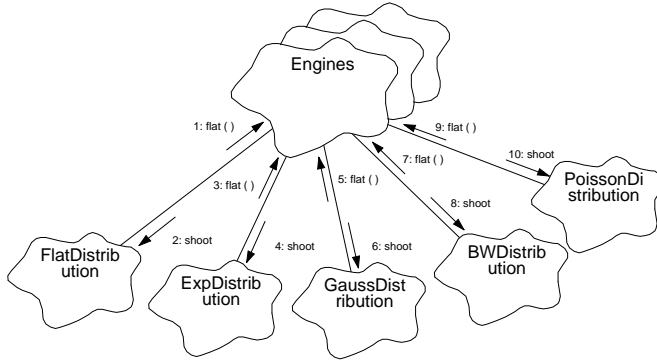 Engines
1: flat ( )
9: flat ( )
7: flat ( )
10: shoot
3: flat ( )
5: flat ( )
PoissonDi
stribution
8: shoot
2: shoot
4: shoot
6: shoot
FlatDistrib
ution
BWDistrib
ution
ExpDistrib
ution
GaussDist
ribution